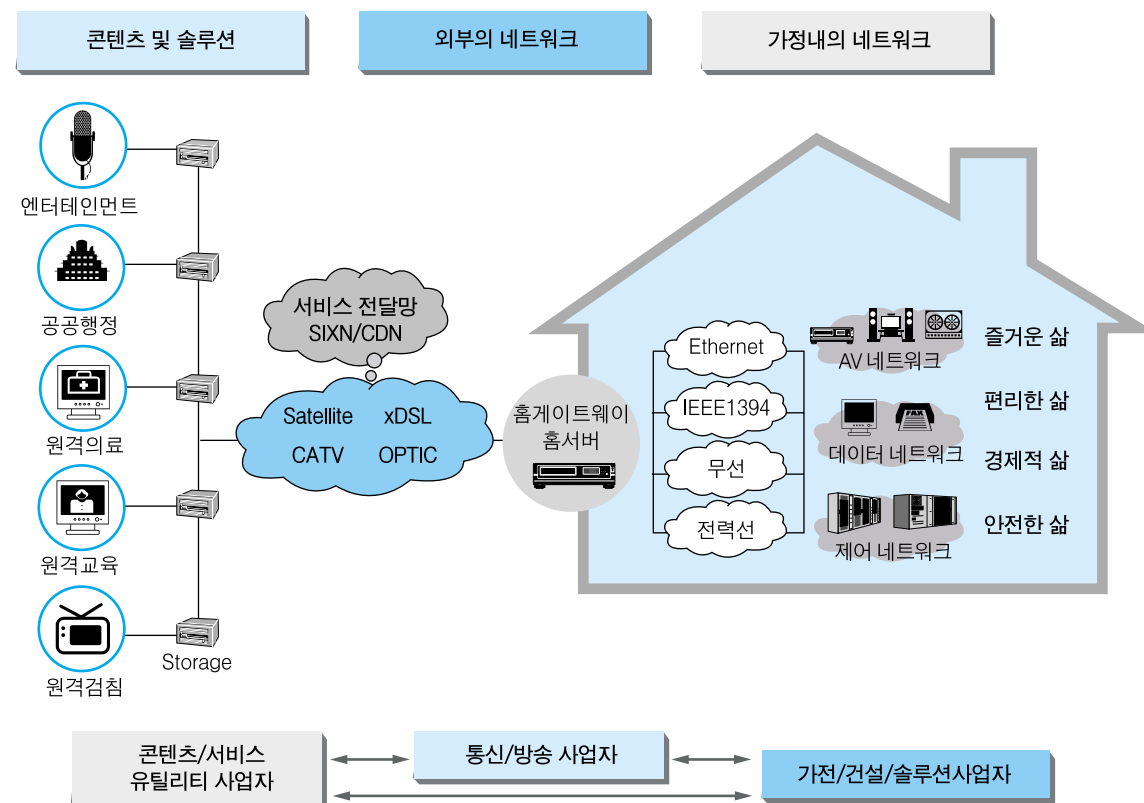 콘텐츠 및 솔루션
외부의 네트워크
가정내의 네트워크
엔터테인먼트
공공행정
원격의료
원격교육
원격검침
Storage
서비스 전달망
SIXN/CDN
Satellite xDSL
CATV OPTIC
홈게이트웨이
홈서버
Ethernet
IEEE1394
무선
전력선
AV 네트워크
FAX
데이터 네트워크
제어 네트워크
즐거운 삶
편리한 삶
경제적 삶
안전한 삶
콘텐츠/서비스
유틸리티 사업자
통신/방송 사업자
가전/건설/솔루션사업자